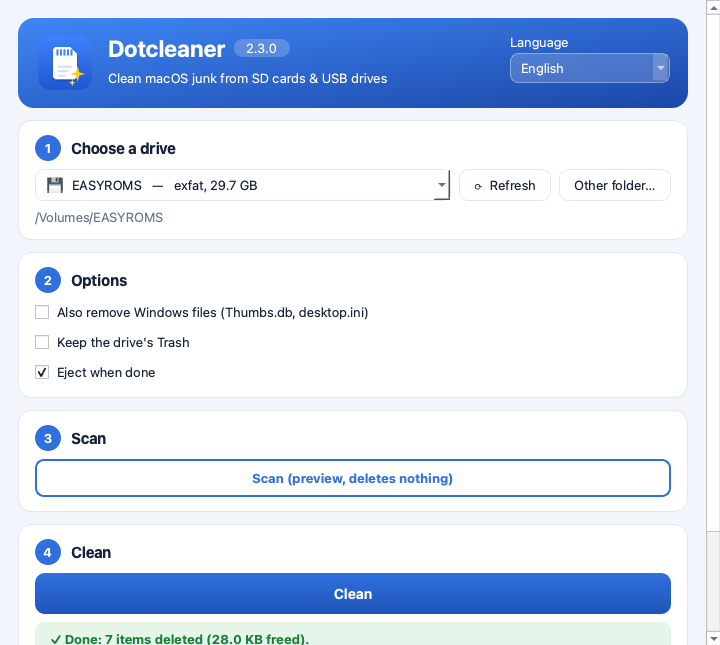 Dotcleaner 2.3.0
Clean macOS junk from SD cards & USB drives
Language
English
1 Choose a drive
EASYROMS — exfat, 29.7 GB
Refresh
Other folder...
/Volumes/EASYROMS
2 Options
Also remove Windows files (Thumbs.db, desktop.ini)
Keep the drive's Trash
Eject when done
3 Scan
Scan (preview, deletes nothing)
4 Clean
Clean
✓ Done: 7 items deleted (28.0 KB freed).